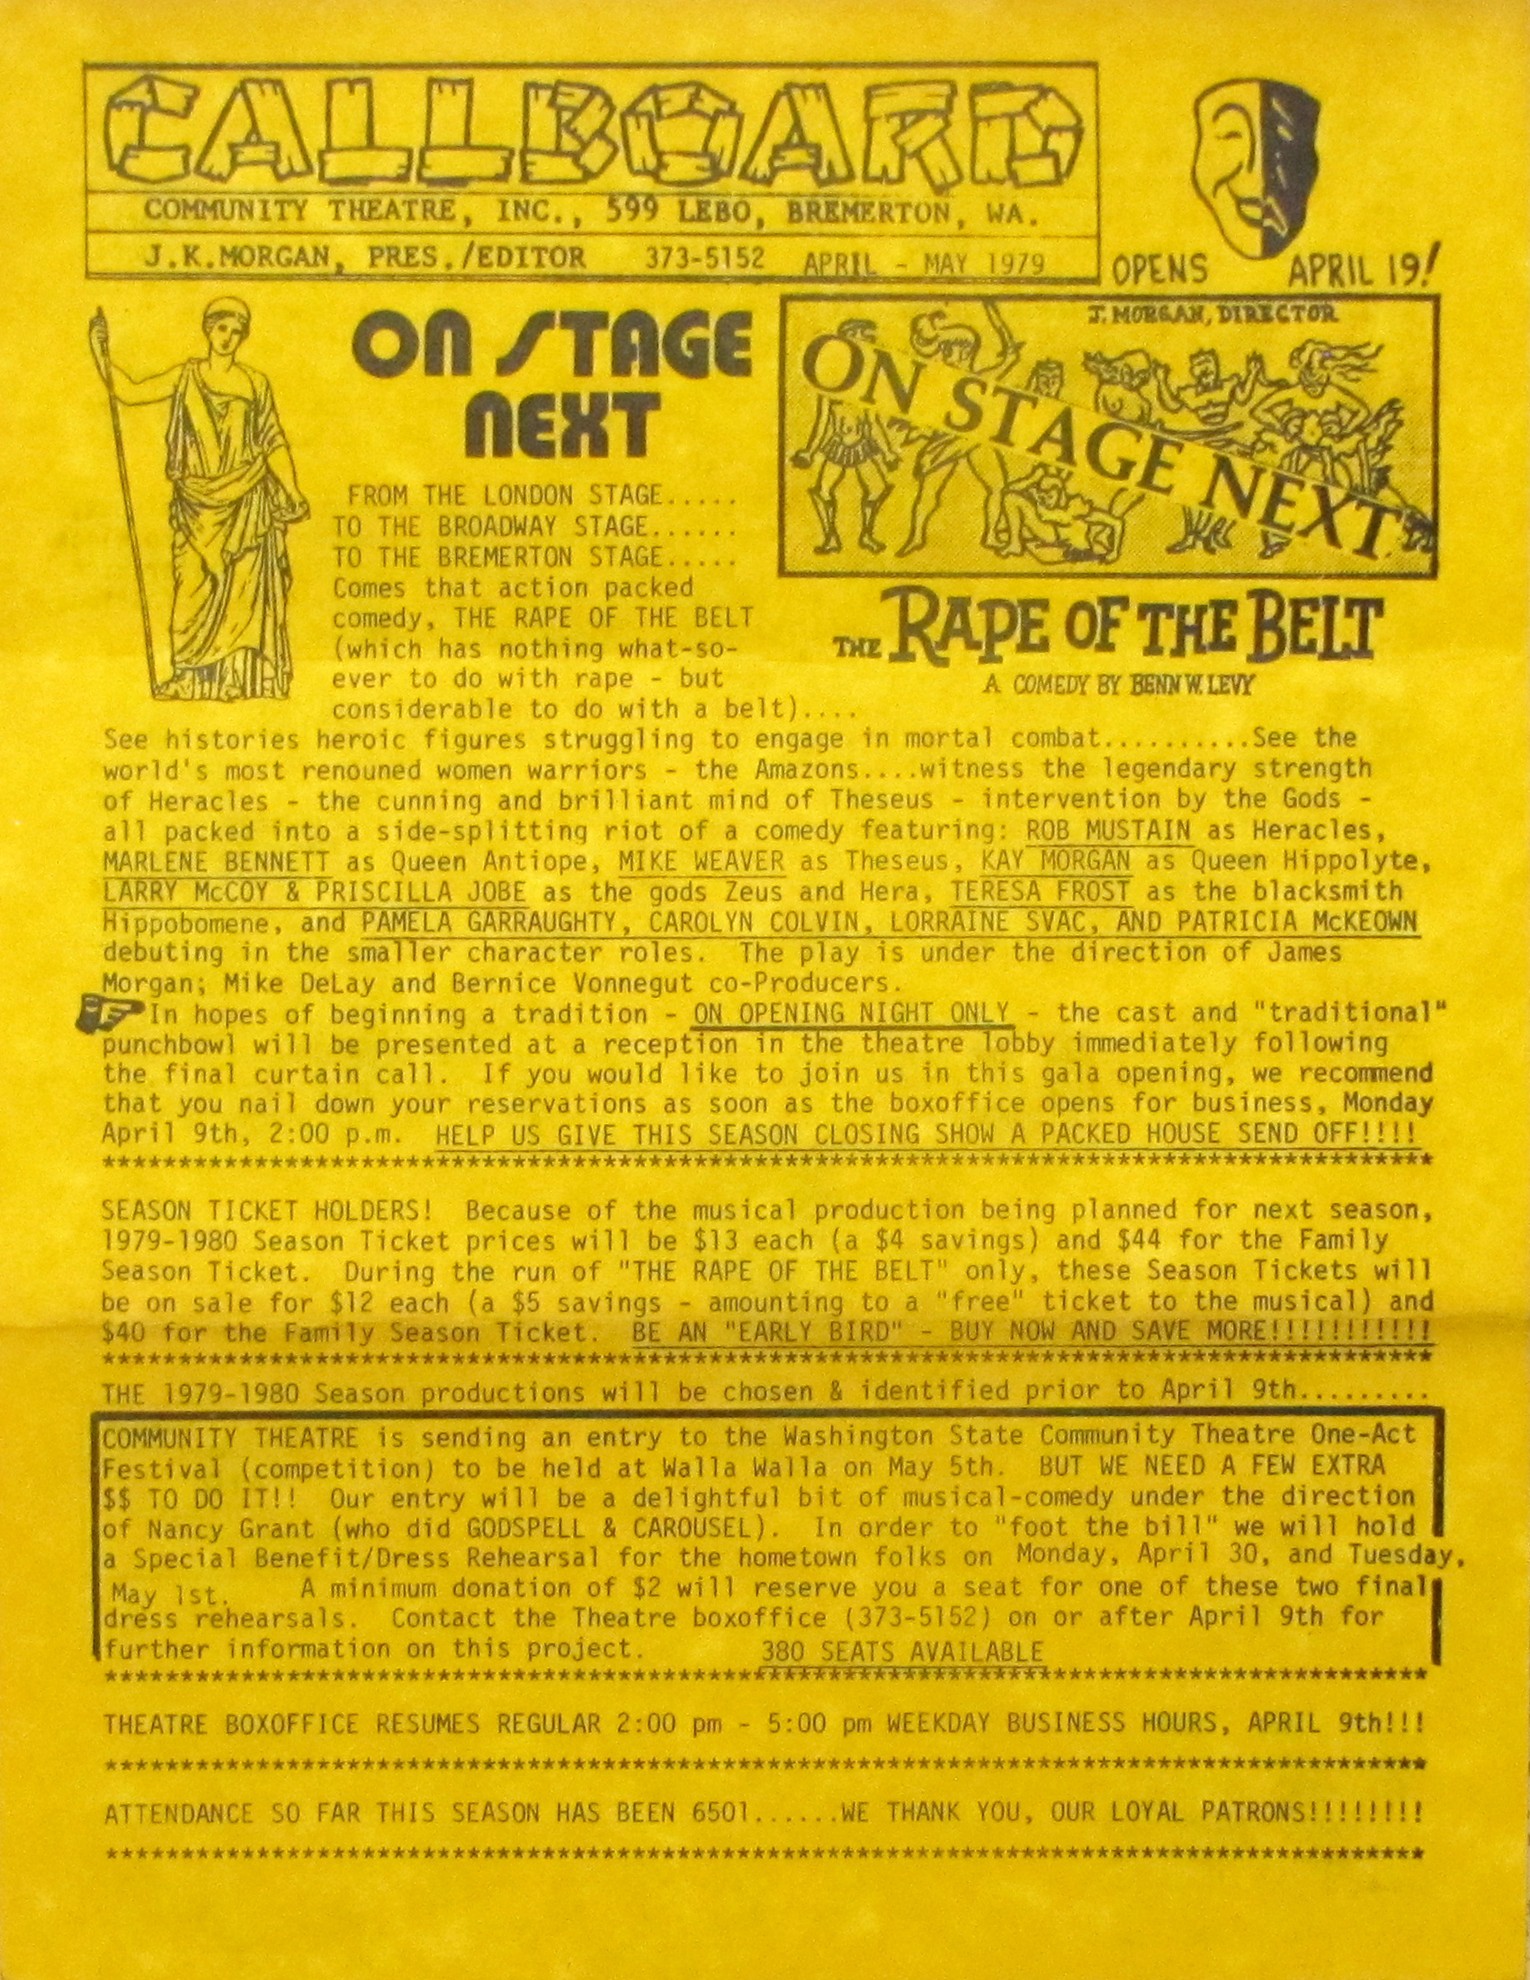 CALLBOARD
COMMUNITY THEATRE, INC., 599 LEBO, BREMERTON, WA.
J.K.MORGAN, PRES./EDITOR 373-5152 APRIL - MAY 1979
OPENS APRIL 19!
ON STAGE
NEXT
J. MORGAN, DIRECTOR
ON STAGE NEXT
THE RAPE OF THE BELT
A COMEDY BY BENN W. LEVY
FROM THE LONDON STAGE.....
TO THE BROADWAY STAGE......
TO THE BREMERTON STAGE.....
Comes that action packed
comedy, THE RAPE OF THE BELT
(which has nothing what-so-
ever to do with rape - but
considerable to do with a belt)....
See histories heroic figures struggling to engage in mortal combat..........See the
world's most renouned women warriors - the Amazons....witness the legendary strength
of Heracles - the cunning and brilliant mind of Theseus - intervention by the Gods -
all packed into a side-splitting riot of a comedy featuring: ROB MUSTAIN as Heracles,
MARLENE BENNETT as Queen Antiope, MIKE WEAVER as Theseus, KAY MORGAN as Queen Hippolyte,
LARRY McCOY & PRISCILLA JOBE as the gods Zeus and Hera, TERESA FROST as the blacksmith
Hippobomene, and PAMELA GARRAUGHTY, CAROLYN COLVIN, LORRAINE SVAC, AND PATRICIA McKEOWN
debuting in the smaller character roles. The play is under the direction of James
Morgan; Mike DeLay and Bernice Vonnegut co-Producers.
In hopes of beginning a tradition - ON OPENING NIGHT ONLY - the cast and "traditional"
punchbowl will be presented at a reception in the theatre lobby immediately following
the final curtain call. If you would like to join us in this gala opening, we recommend
that you nail down your reservations as soon as the boxoffice opens for business, Monday
April 9th, 2:00 p.m. HELP US GIVE THIS SEASON CLOSING SHOW A PACKED HOUSE SEND OFF!!!!
****************************************************************************************
SEASON TICKET HOLDERS! Because of the musical production being planned for next season,
1979-1980 Season Ticket prices will be $13 each (a $4 savings) and $44 for the Family
Season Ticket. During the run of "THE RAPE OF THE BELT" only, these Season Tickets will
be on sale for $12 each (a $5 savings - amounting to a "free" ticket to the musical) and
$40 for the Family Season Ticket. BE AN "EARLY BIRD" - BUY NOW AND SAVE MORE!!!!!!!!!!!
****************************************************************************************
THE 1979-1980 Season productions will be chosen & identified prior to April 9th.........
COMMUNITY THEATRE is sending an entry to the Washington State Community Theatre One-Act
Festival (competition) to be held at Walla Walla on May 5th. BUT WE NEED A FEW EXTRA
$$ TO DO IT!! Our entry will be a delightful bit of musical-comedy under the direction
of Nancy Grant (who did GODSPELL & CAROUSEL). In order to "foot the bill" we will hold
a Special Benefit/Dress Rehearsal for the hometown folks on Monday, April 30, and Tuesday,
May 1st. A minimum donation of $2 will reserve you a seat for one of these two final
dress rehearsals. Contact the Theatre boxoffice (373-5152) on or after April 9th for
further information on this project. 380 SEATS AVAILABLE
****************************************************************************************
THEATRE BOXOFFICE RESUMES REGULAR 2:00 pm - 5:00 pm WEEKDAY BUSINESS HOURS, APRIL 9th!!!
****************************************************************************************
ATTENDANCE SO FAR THIS SEASON HAS BEEN 6501......WE THANK YOU, OUR LOYAL PATRONS!!!!!!!!
****************************************************************************************